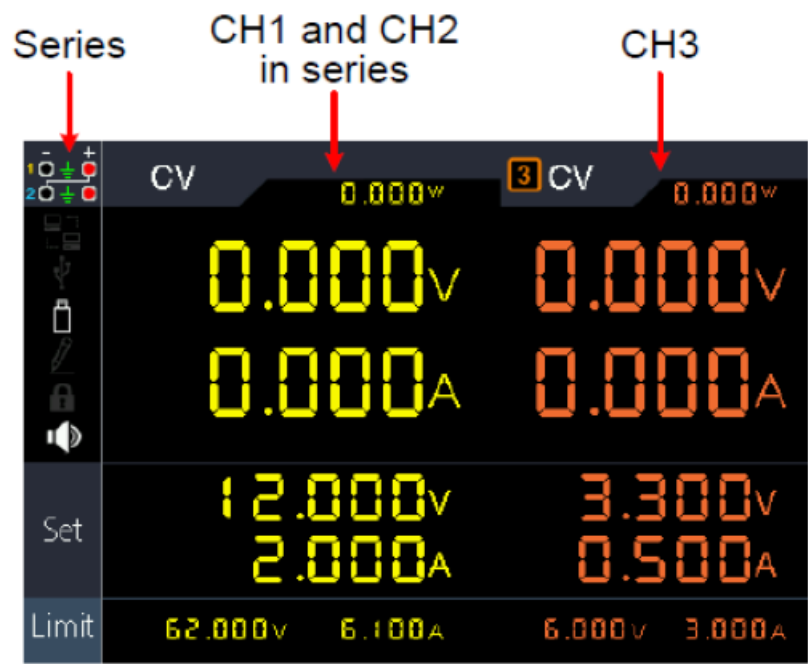 Series
CH1 and CH2
in series
CH3
- +
1
2
CV
0.000W
3 CV
0.000W
0.000V
0.000V
0.000A
0.000A
Set
12.000V
3.300V
2.000A
0.500A
Limit
62.000V 6.100A
6.000V 3.000A